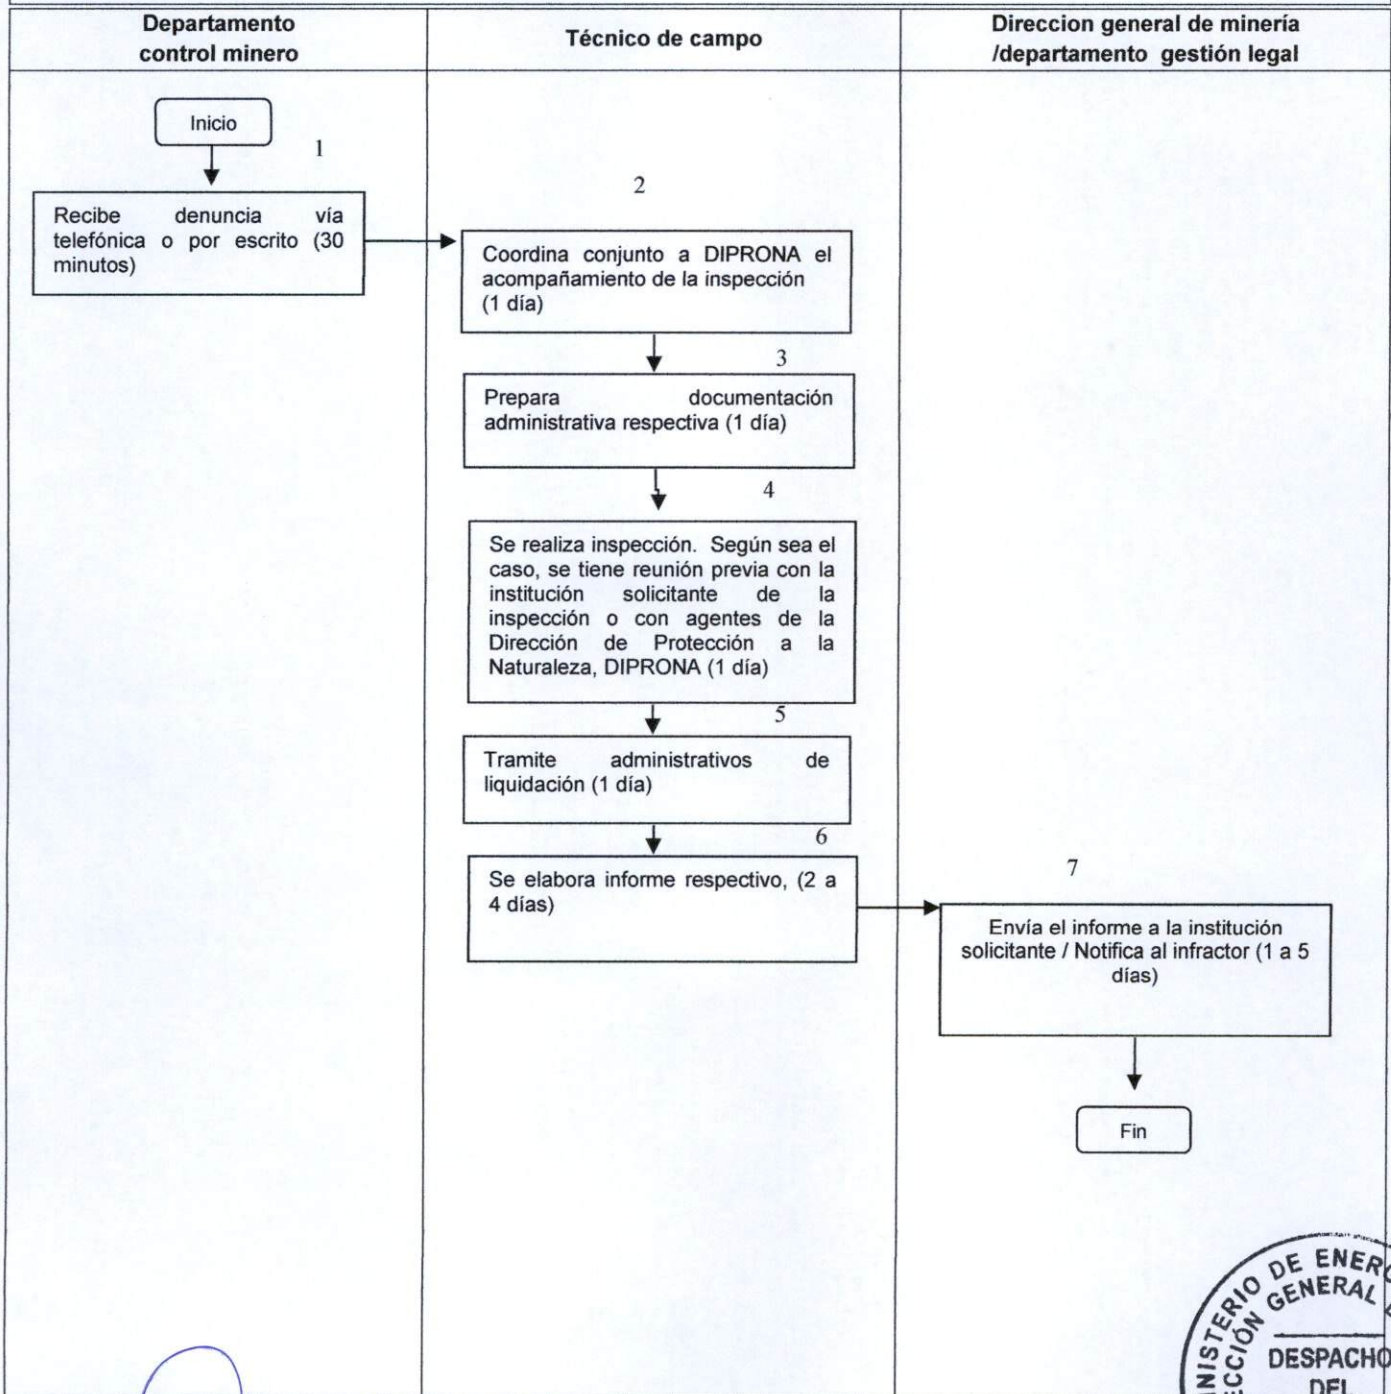 Departamento
control minero
Técnico de campo
Direccion general de minería
/departamento gestión legal
Inicio
1
Recibe denuncia vía
telefónica o por escrito (30
minutos)
2
Coordina conjunto a DIPRONA el
acompañamiento de la inspección
(1 día)
3
Prepara documentación
administrativa respectiva (1 día)
4
Se realiza inspección. Según sea el
caso, se tiene reunión previa con la
institución solicitante de la
inspección o con agentes de la
Dirección de Protección a la
Naturaleza, DIPRONA (1 día)
5
Tramite administrativos de
liquidación (1 día)
6
Se elabora informe respectivo, (2 a
4 días)
7
Envía el informe a la institución
solicitante / Notifica al infractor (1 a 5
días)
Fin
DE ENER
GENERAL
DESPACHO
DEL